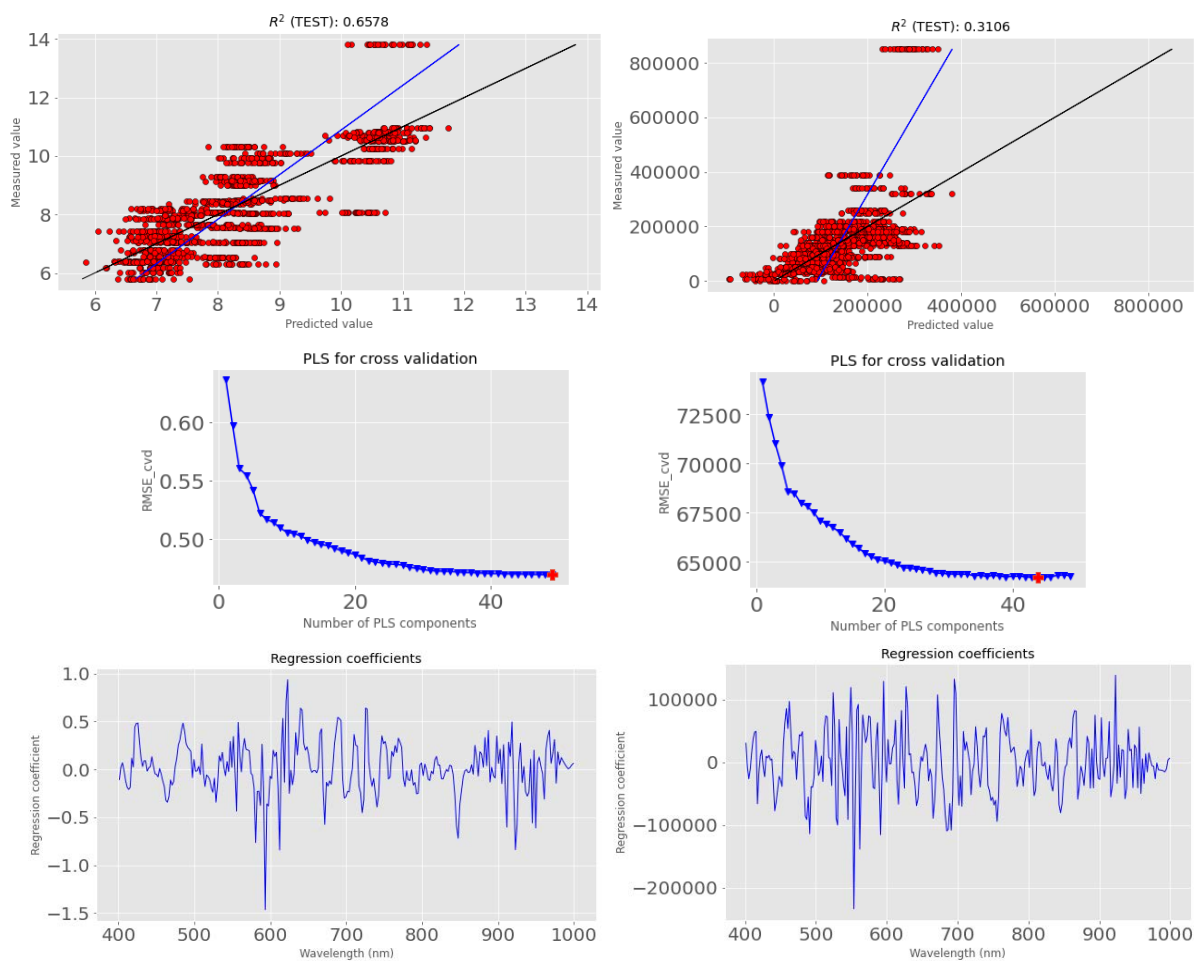 R² (TEST): 0.6578
14
12
10
8
6
Measured value
6 7 8 9 10 11 12 13 14
Predicted value
R² (TEST): 0.3106
800000
600000
400000
200000
0
Measured value
0 200000 400000 600000 800000
Predicted value
PLS for cross validation
0.60
0.55
0.50
RMSE_cvd
0 20 40
Number of PLS components
PLS for cross validation
72500
70000
67500
65000
RMSE_cvd
0 20 40
Number of PLS components
Regression coefficients
1.0
0.5
0.0
−0.5
−1.0
−1.5
Regression coefficient
400 500 600 700 800 900 1000
Wavelength (nm)
Regression coefficients
100000
0
−100000
−200000
Regression coefficient
400 500 600 700 800 900 1000
Wavelength (nm)